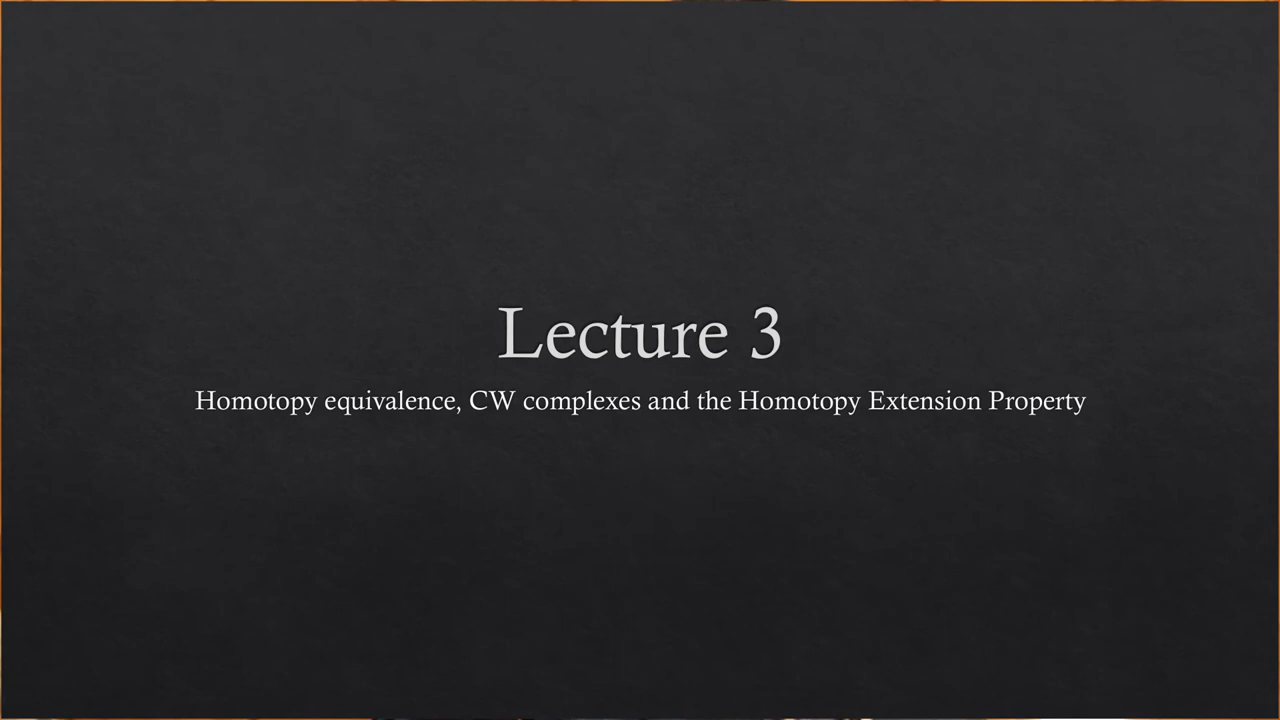 Lecture 3
Homotopy equivalence, CW complexes and the Homotopy Extension Property